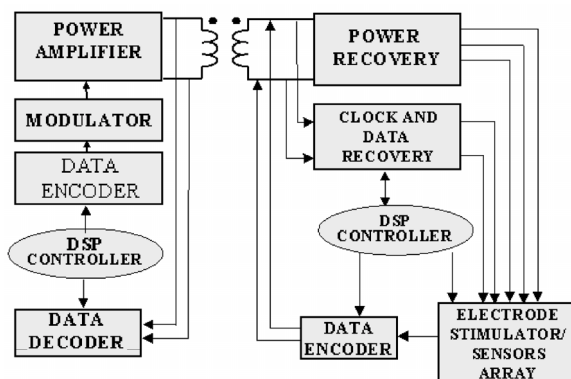 POWER
AMPLIFIER
MODULATOR
DATA
ENCODER
DSP
CONTROLLER
DATA
DECODER
POWER
RECOVERY
CLOCK AND
DATA
RECOVERY
DSP
CONTROLLER
DATA
ENCODER
ELECTRODE
STIMULATOR/
SENSORS
ARRAY